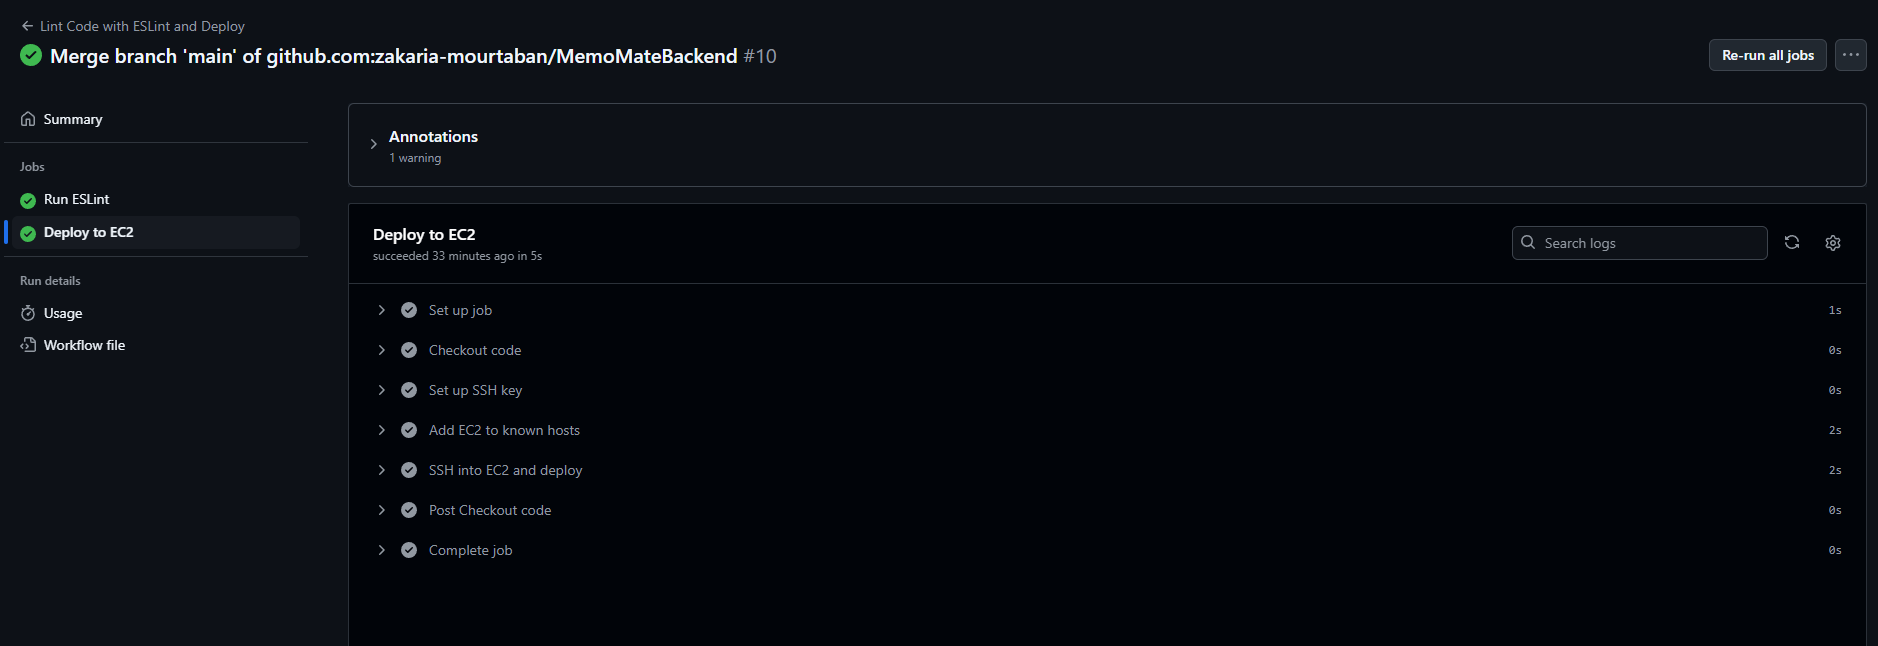 Lint Code with ESLint and Deploy
Merge branch 'main' of github.com:zakaria-mourtaban/MemoMateBackend #10
Re-run all jobs
Summary
Jobs
Run ESLint
Deploy to EC2
Run details
Usage
Workflow file
Annotations
1 warning
Deploy to EC2
succeeded 33 minutes ago in 5s
Search logs
Set up job 1s
Checkout code 0s
Set up SSH key 0s
Add EC2 to known hosts 2s
SSH into EC2 and deploy 2s
Post Checkout code 0s
Complete job 0s